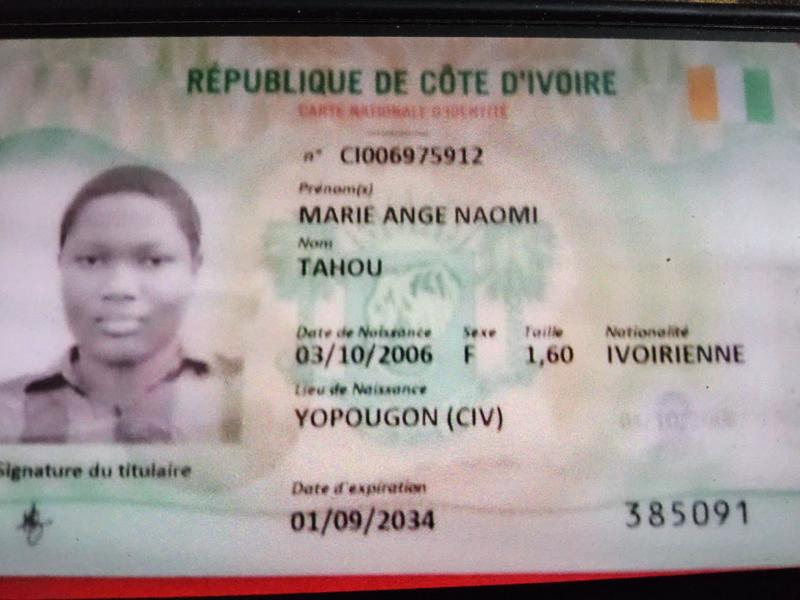 RÉPUBLIQUE DE CÔTE D'IVOIRE
CARTE NATIONALE D'IDENTITÉ
n° CI006975912
Prénom(s)
MARIE ANGE NAOMI
Nom
TAHOU
Date de Naissance Sexe Taille Nationalité
03/10/2006 F 1,60 IVOIRIENNE
Lieu de Naissance
YOPOUGON (CIV)
Signature du titulaire
Date d'expiration
01/09/2034
385091